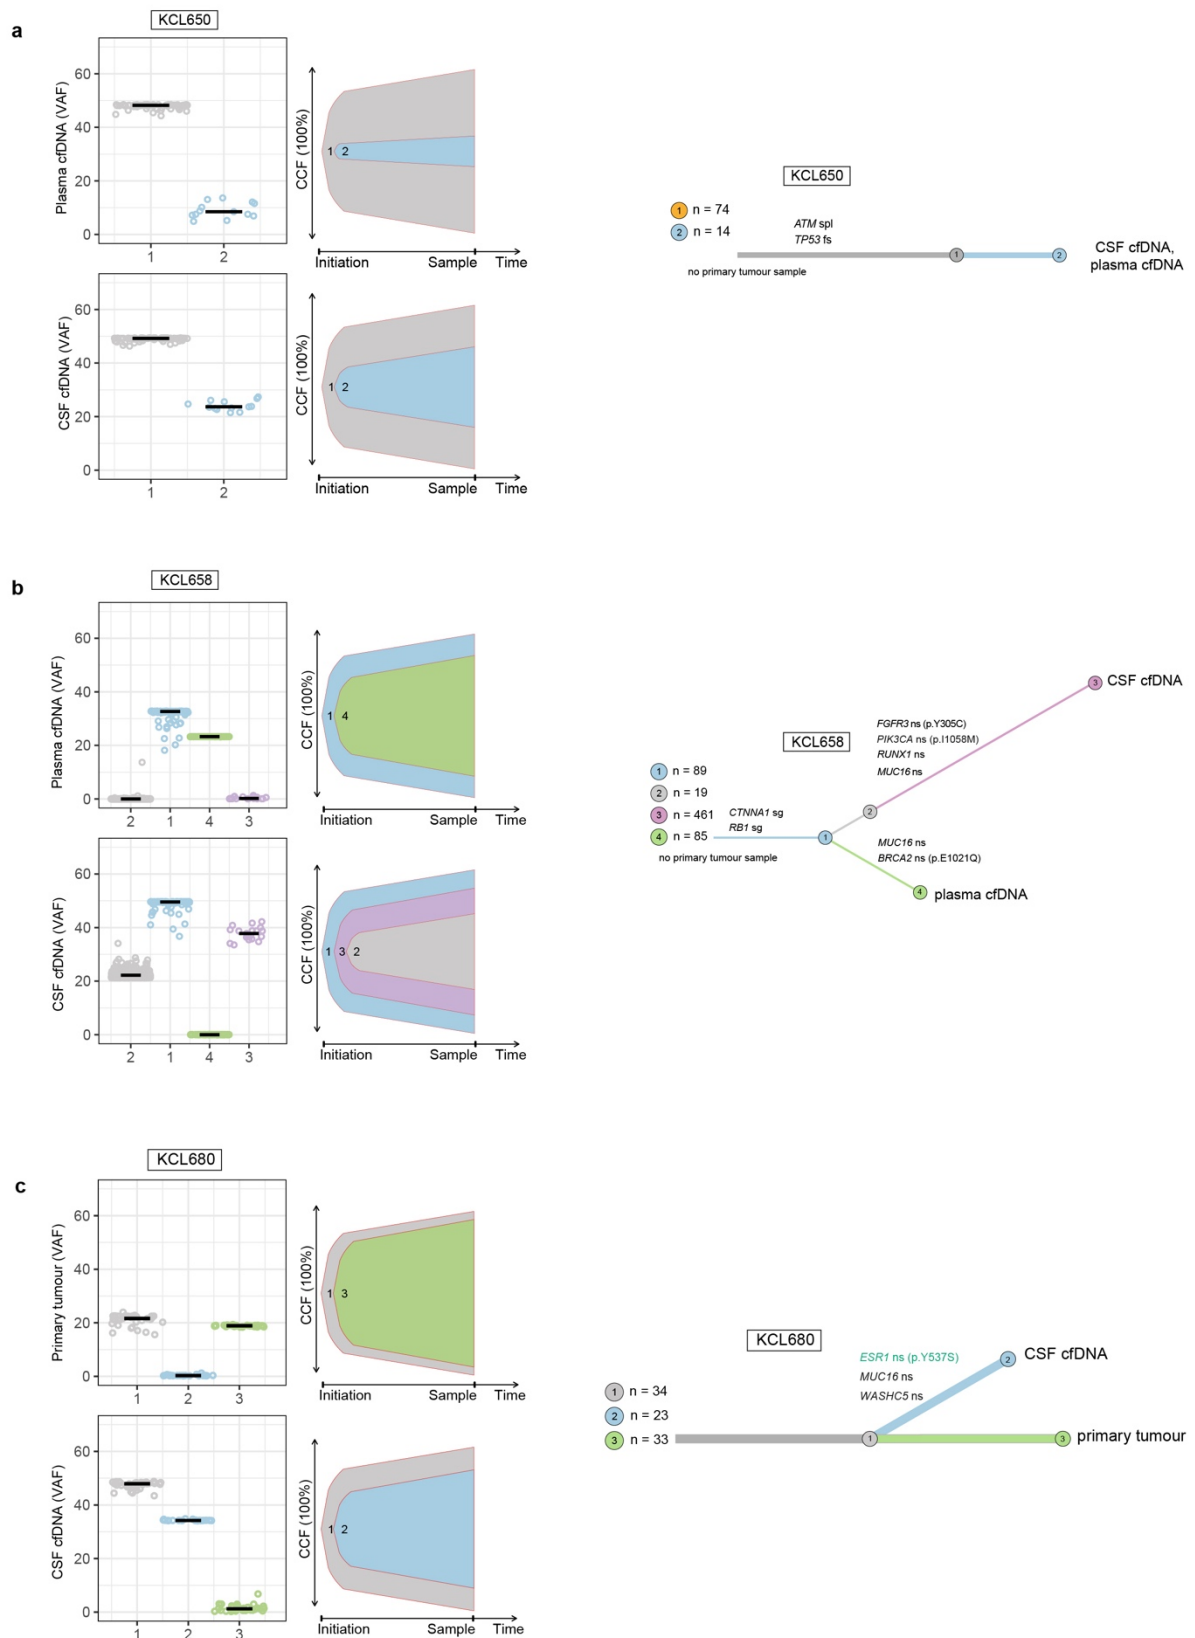 a
KCL650
Plasma cfDNA (VAF)
60
40
20
0
1 2
CCF (100%)
1 2
Initiation Sample Time
CSF cfDNA (VAF)
60
40
20
0
1 2
CCF (100%)
1 2
Initiation Sample Time
KCL650
1 n = 74
2 n = 14
ATM spl
TP53 fs
no primary tumour sample
1 2
CSF cfDNA,
plasma cfDNA
b
KCL658
Plasma cfDNA (VAF)
60
40
20
0
2 1 4 3
CCF (100%)
1 4
Initiation Sample Time
CSF cfDNA (VAF)
60
40
20
0
2 1 4 3
CCF (100%)
1 3 2
Initiation Sample Time
KCL658
1 n = 89
2 n = 19
3 n = 461
4 n = 85
no primary tumour sample
CTNNA1 sg
RB1 sg
FGFR3 ns (p.Y305C)
PIK3CA ns (p.I1058M)
RUNX1 ns
MUC16 ns
3 CSF cfDNA
2
1
MUC16 ns
BRCA2 ns (p.E1021Q)
4 plasma cfDNA
c
KCL680
Primary tumour (VAF)
60
40
20
0
1 2 3
CCF (100%)
1 3
Initiation Sample Time
CSF cfDNA (VAF)
60
40
20
0
1 2 3
CCF (100%)
1 2
Initiation Sample Time
KCL680
1 n = 34
2 n = 23
3 n = 33
ESR1 ns (p.Y537S)
MUC16 ns
WASHC5 ns
2 CSF cfDNA
1
3 primary tumour